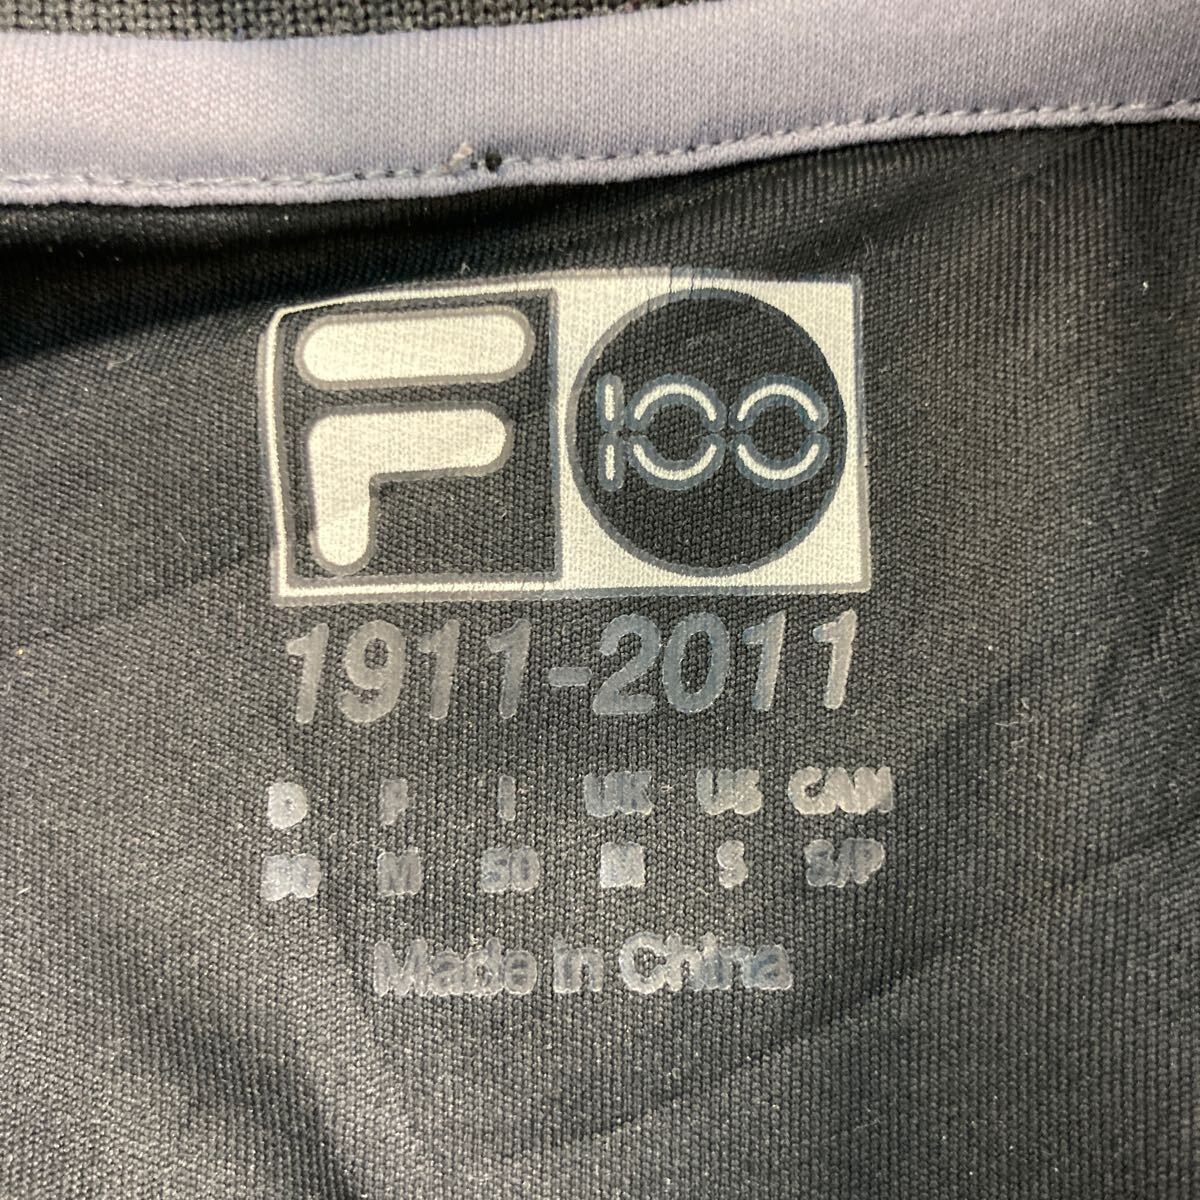 F 100
1911-2011
D F I UK US CAN
M 50 M S S/P
Made in China